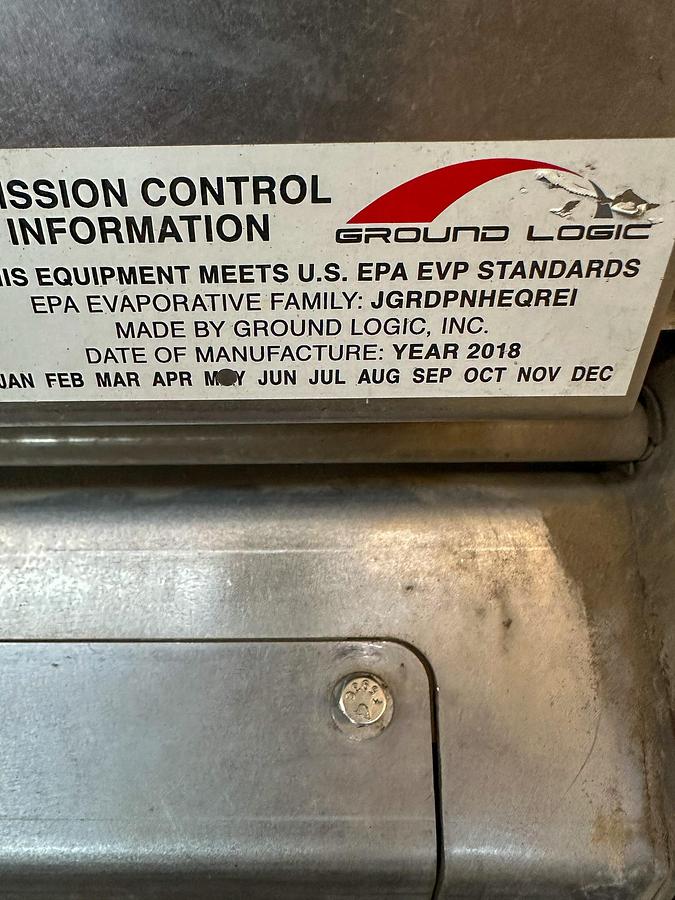 ISSION CONTROL
INFORMATION
GROUND LOGIC
IS EQUIPMENT MEETS U.S. EPA EVP STANDARDS
EPA EVAPORATIVE FAMILY: JGRDPNHEQREI
MADE BY GROUND LOGIC, INC.
DATE OF MANUFACTURE: YEAR 2018
JAN FEB MAR APR M Y JUN JUL AUG SEP OCT NOV DEC